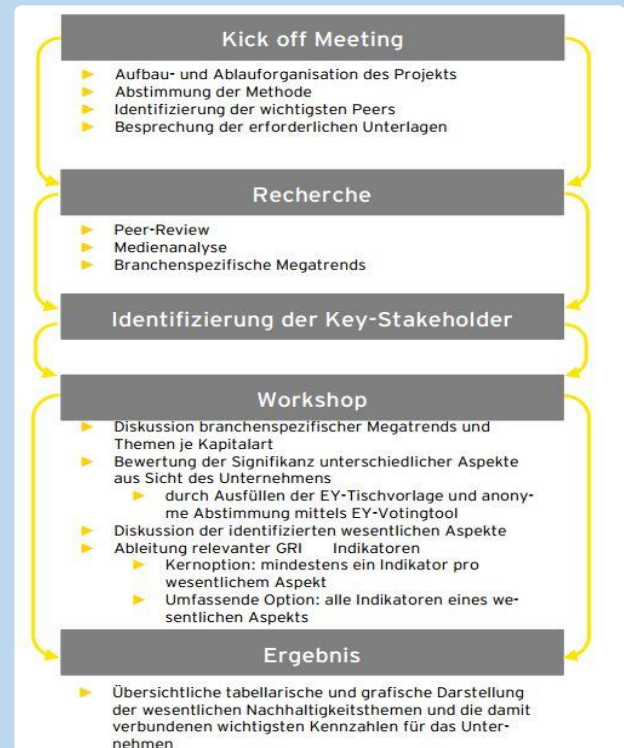 Kick off Meeting
Aufbau- und Ablauforganisation des Projekts
Abstimmung der Methode
Identifizierung der wichtigsten Peers
Besprechung der erforderlichen Unterlagen
Recherche
Peer-Review
Medienanalyse
Branchenspezifische Megatrends
Identifizierung der Key-Stakeholder
Workshop
Diskussion branchenspezifischer Megatrends und
Themen je Kapitalart
Bewertung der Signifikanz unterschiedlicher Aspekte
aus Sicht des Unternehmens
durch Ausfüllen der EY-Tischvorlage und anony-
me Abstimmung mittels EY-Votingtool
Diskussion der identifizierten wesentlichen Aspekte
Ableitung relevanter GRI Indikatoren
Kernoption: mindestens ein Indikator pro
wesentlichem Aspekt
Umfassende Option: alle Indikatoren eines we-
sentlichen Aspekts
Ergebnis
Übersichtliche tabellarische und grafische Darstellung
der wesentlichen Nachhaltigkeitsthemen und die damit
verbundenen wichtigsten Kennzahlen für das Unter-
nehmen